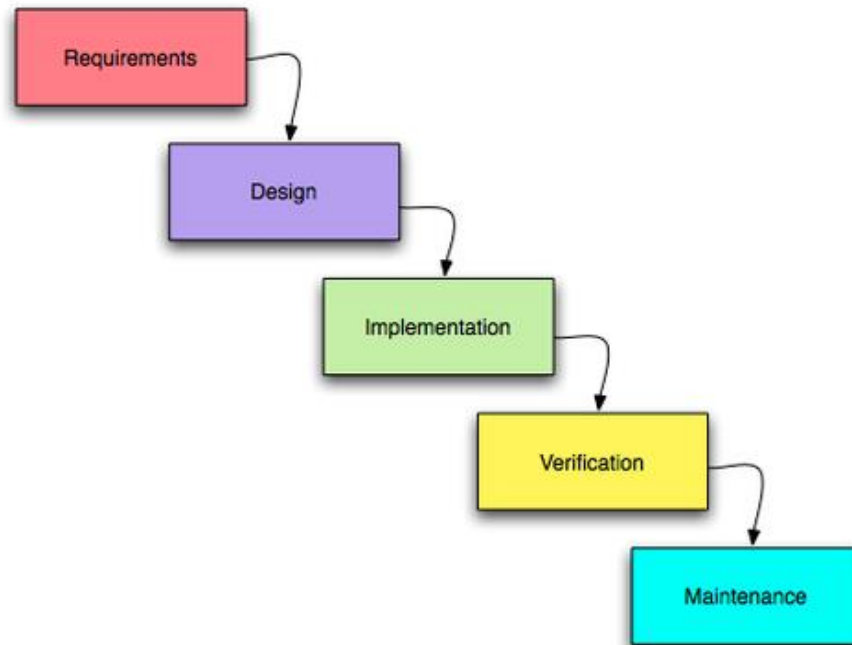 Requirements
Design
Implementation
Verification
Maintenance